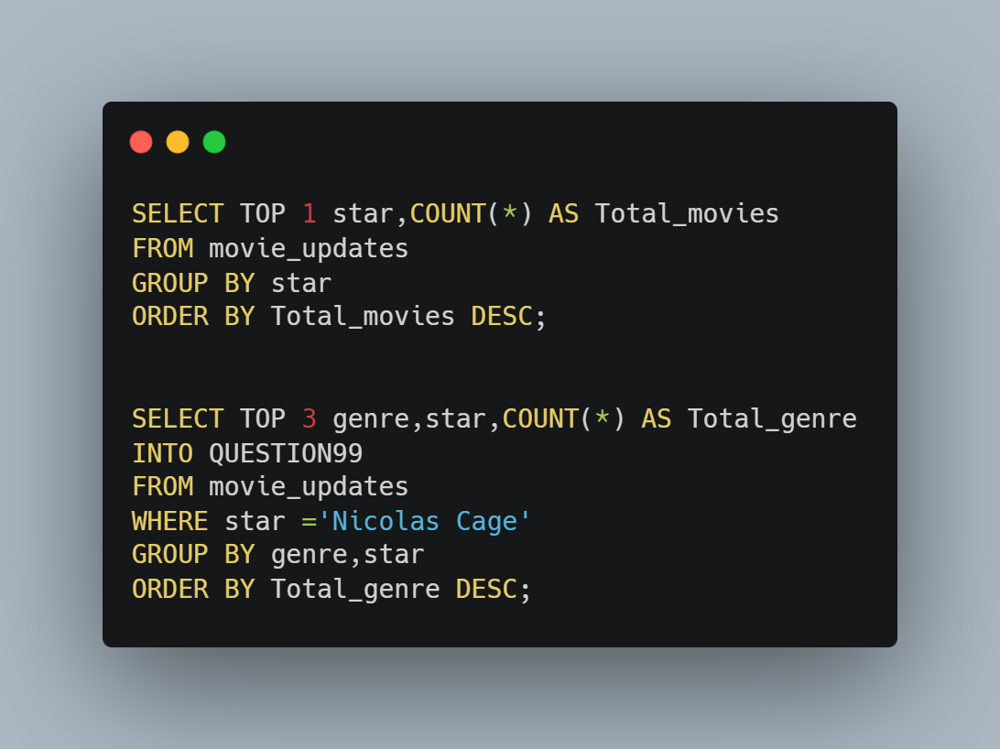 SELECT TOP 1 star,COUNT(*) AS Total_movies
FROM movie_updates
GROUP BY star
ORDER BY Total_movies DESC;
SELECT TOP 3 genre,star,COUNT(*) AS Total_genre
INTO QUESTION99
FROM movie_updates
WHERE star ='Nicolas Cage'
GROUP BY genre,star
ORDER BY Total_genre DESC;